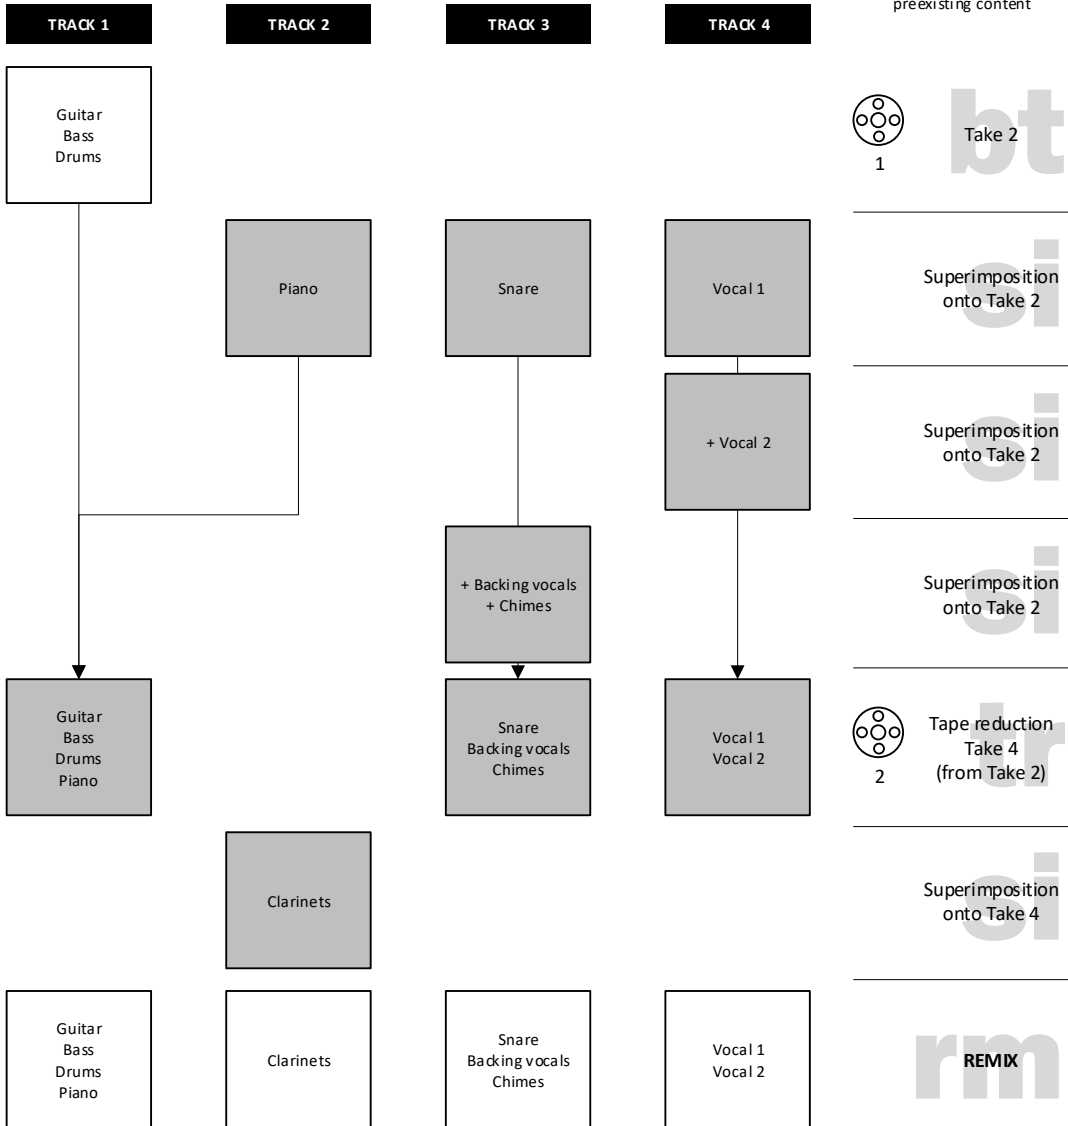 preexisting content
TRACK 1
TRACK 2
TRACK 3
TRACK 4
Guitar
Bass
Drums
1
bt
Take 2
Piano
Snare
Vocal 1
si
Superimposition
onto Take 2
+ Vocal 2
si
Superimposition
onto Take 2
+ Backing vocals
+ Chimes
si
Superimposition
onto Take 2
Guitar
Bass
Drums
Piano
Snare
Backing vocals
Chimes
Vocal 1
Vocal 2
2
tr
Tape reduction
Take 4
(from Take 2)
Clarinets
si
Superimposition
onto Take 4
Guitar
Bass
Drums
Piano
Clarinets
Snare
Backing vocals
Chimes
Vocal 1
Vocal 2
rm
REMIX